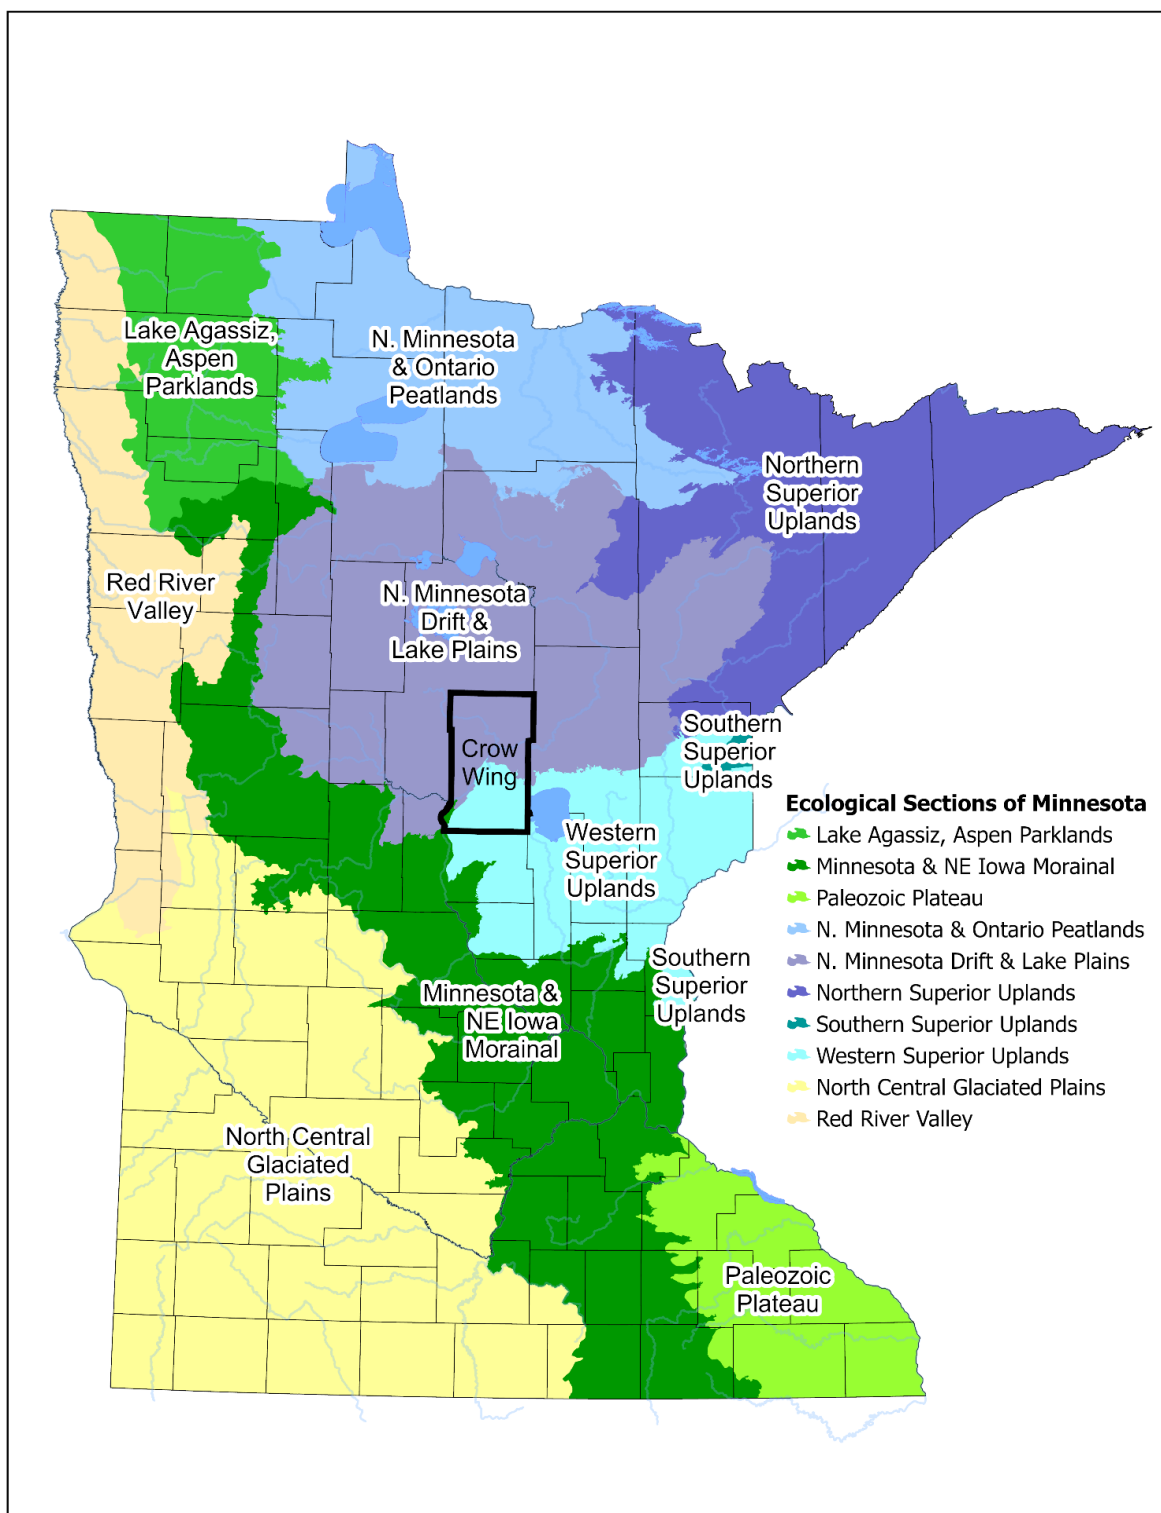 Lake Agassiz,
Aspen
Parklands
N. Minnesota
& Ontario
Peatlands
Northern
Superior
Uplands
Red River
Valley
N. Minnesota
Drift &
Lake Plains
Crow
Wing
Southern
Superior
Uplands
Western
Superior
Uplands
Southern
Superior
Uplands
Minnesota &
NE Iowa
Morainal
North Central
Glaciated
Plains
Paleozoic
Plateau
Ecological Sections of Minnesota
Lake Agassiz, Aspen Parklands
Minnesota & NE Iowa Morainal
Paleozoic Plateau
N. Minnesota & Ontario Peatlands
N. Minnesota Drift & Lake Plains
Northern Superior Uplands
Southern Superior Uplands
Western Superior Uplands
North Central Glaciated Plains
Red River Valley